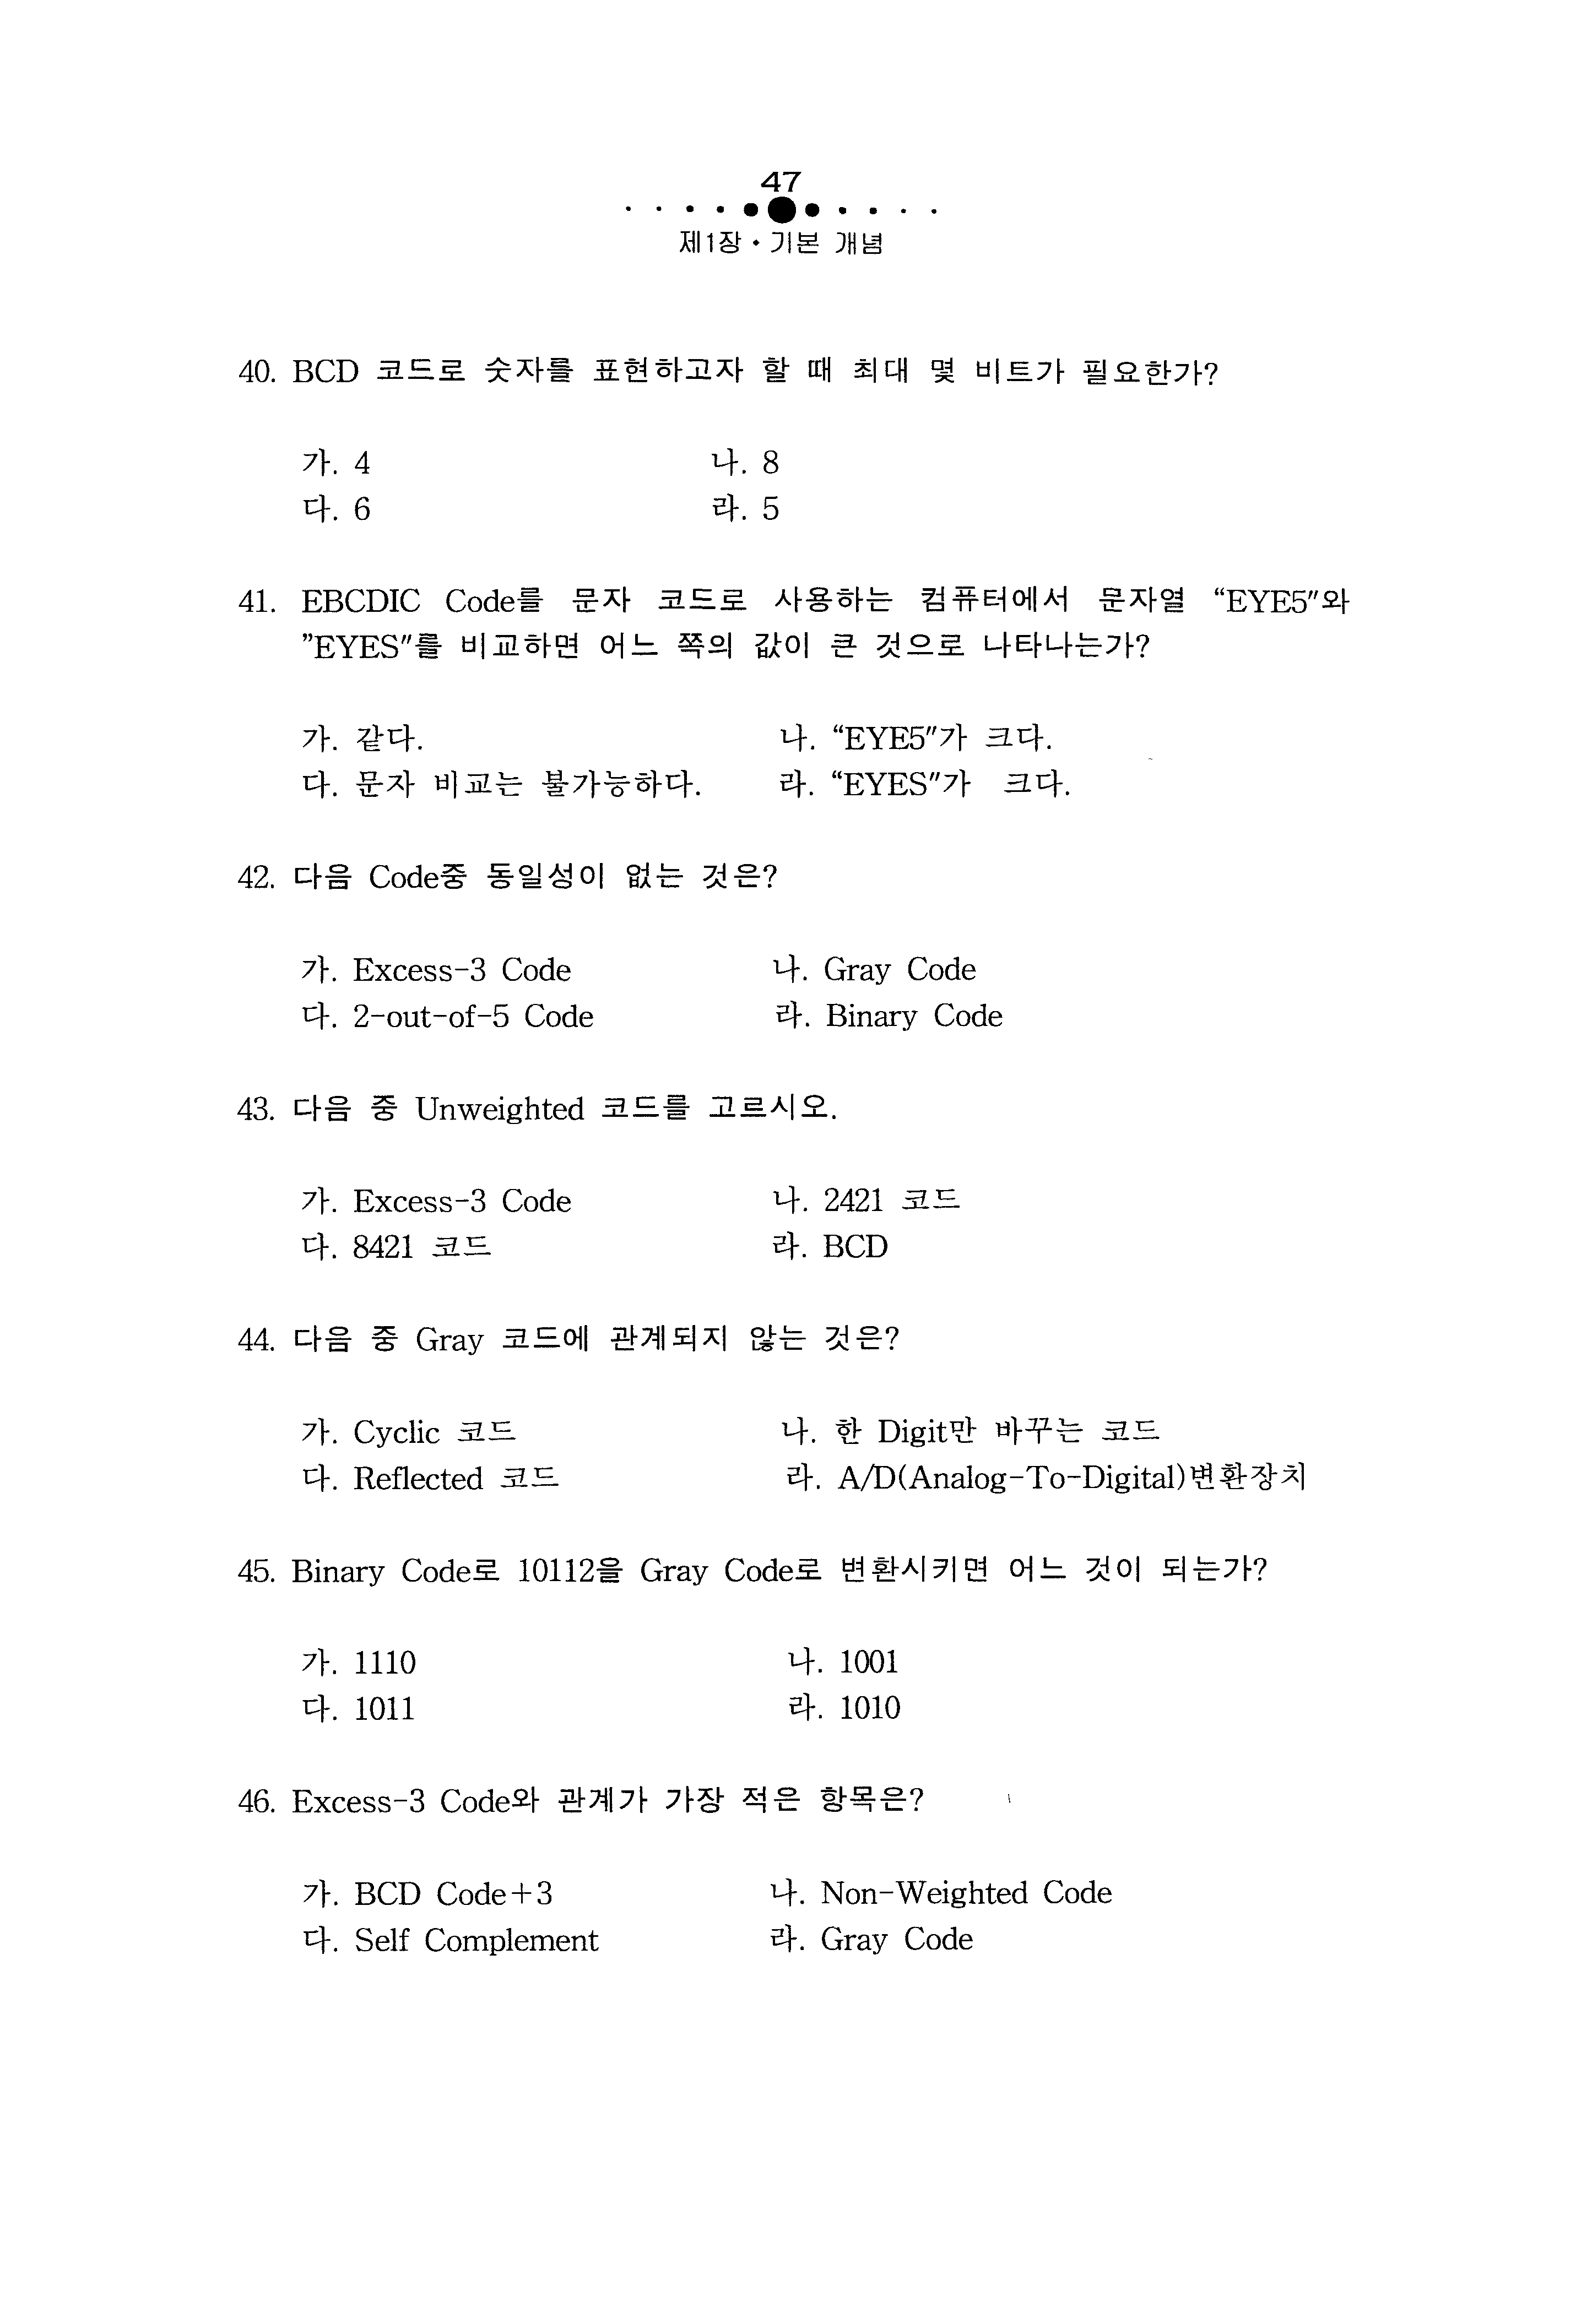 47
제1장・기본 개념
40. BCD 코드로 숫자를 표현하고자 할 때 최대 몇 비트가 필요한가?
가. 4 나. 8
다. 6 라. 5
41. EBCDIC Code를 문자 코드로 사용하는 컴퓨터에서 문자열 “EYE5″와
”EYES″를 비교하면 어느 쪽의 값이 큰 것으로 나타나는가?
가. 같다. 나. “EYE5″가 크다.
다. 문자 비교는 불가능하다. 라. “EYES″가 크다.
42. 다음 Code중 동일성이 없는 것은?
가. Excess-3 Code 나. Gray Code
다. 2-out-of-5 Code 라. Binary Code
43. 다음 중 Unweighted 코드를 고르시오.
가. Excess-3 Code 나. 2421 코드
다. 8421 코드 라. BCD
44. 다음 중 Gray 코드에 관계되지 않는 것은?
가. Cyclic 코드 나. 한 Digit만 바꾸는 코드
다. Reflected 코드 라. A/D(Analog-To-Digital)변환장치
45. Binary Code로 10112을 Gray Code로 변환시키면 어느 것이 되는가?
가. 1110 나. 1001
다. 1011 라. 1010
46. Excess-3 Code와 관계가 가장 적은 항목은?
가. BCD Code+3 나. Non-Weighted Code
다. Self Complement 라. Gray Code